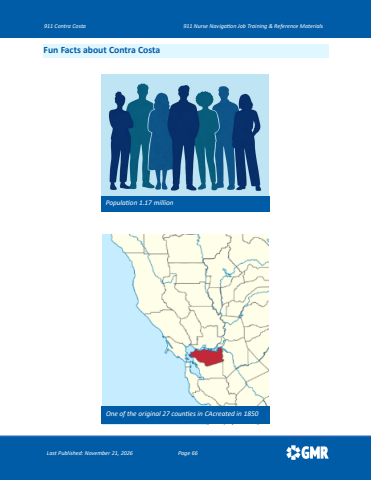 911 Contra Costa
911 Nurse Navigation Job Training & Reference Materials
Fun Facts about Contra Costa
Population 1.17 million
One of the original 27 counties in CAcreated in 1850
Last Published: November 21, 2026
Page 66
GMR